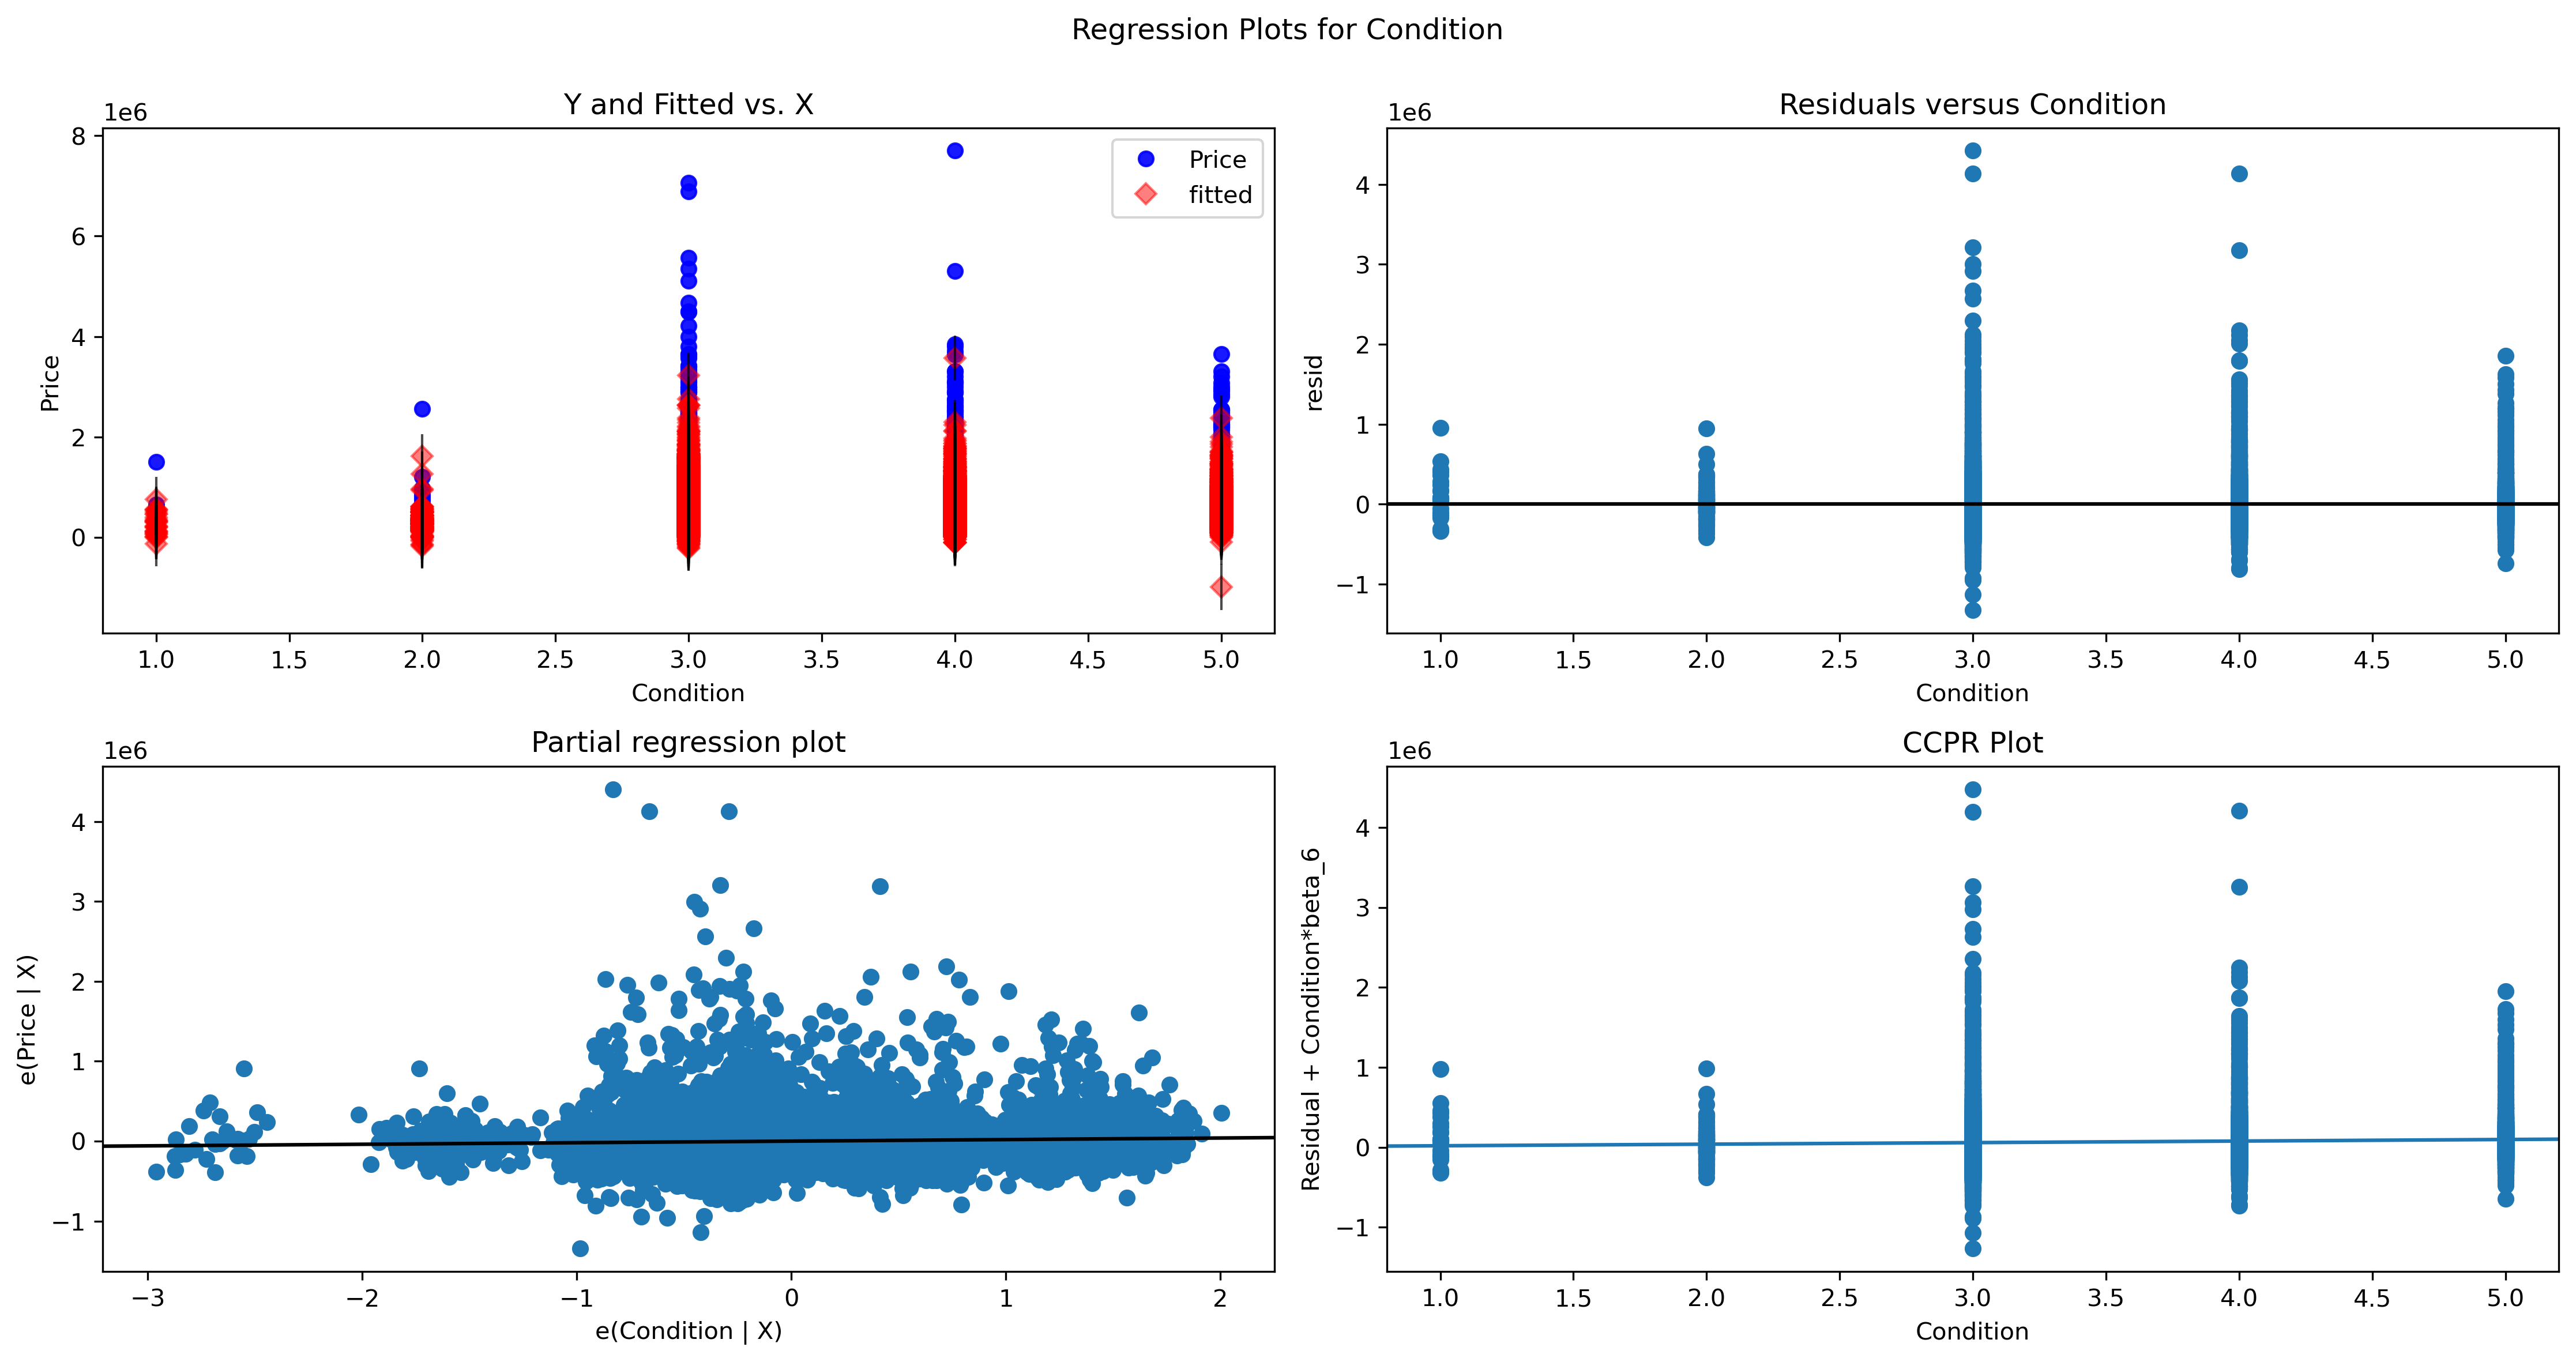 Regression Plots for Condition
Y and Fitted vs. X
1e6
8
6
4
2
0
Price
Price
fitted
1.0 1.5 2.0 2.5 3.0 3.5 4.0 4.5 5.0
Condition
Residuals versus Condition
1e6
4
3
2
1
0
−1
resid
1.0 1.5 2.0 2.5 3.0 3.5 4.0 4.5 5.0
Condition
Partial regression plot
1e6
4
3
2
1
0
−1
e(Price | X)
−3 −2 −1 0 1 2
e(Condition | X)
CCPR Plot
1e6
4
3
2
1
0
−1
Residual + Condition*beta_6
1.0 1.5 2.0 2.5 3.0 3.5 4.0 4.5 5.0
Condition